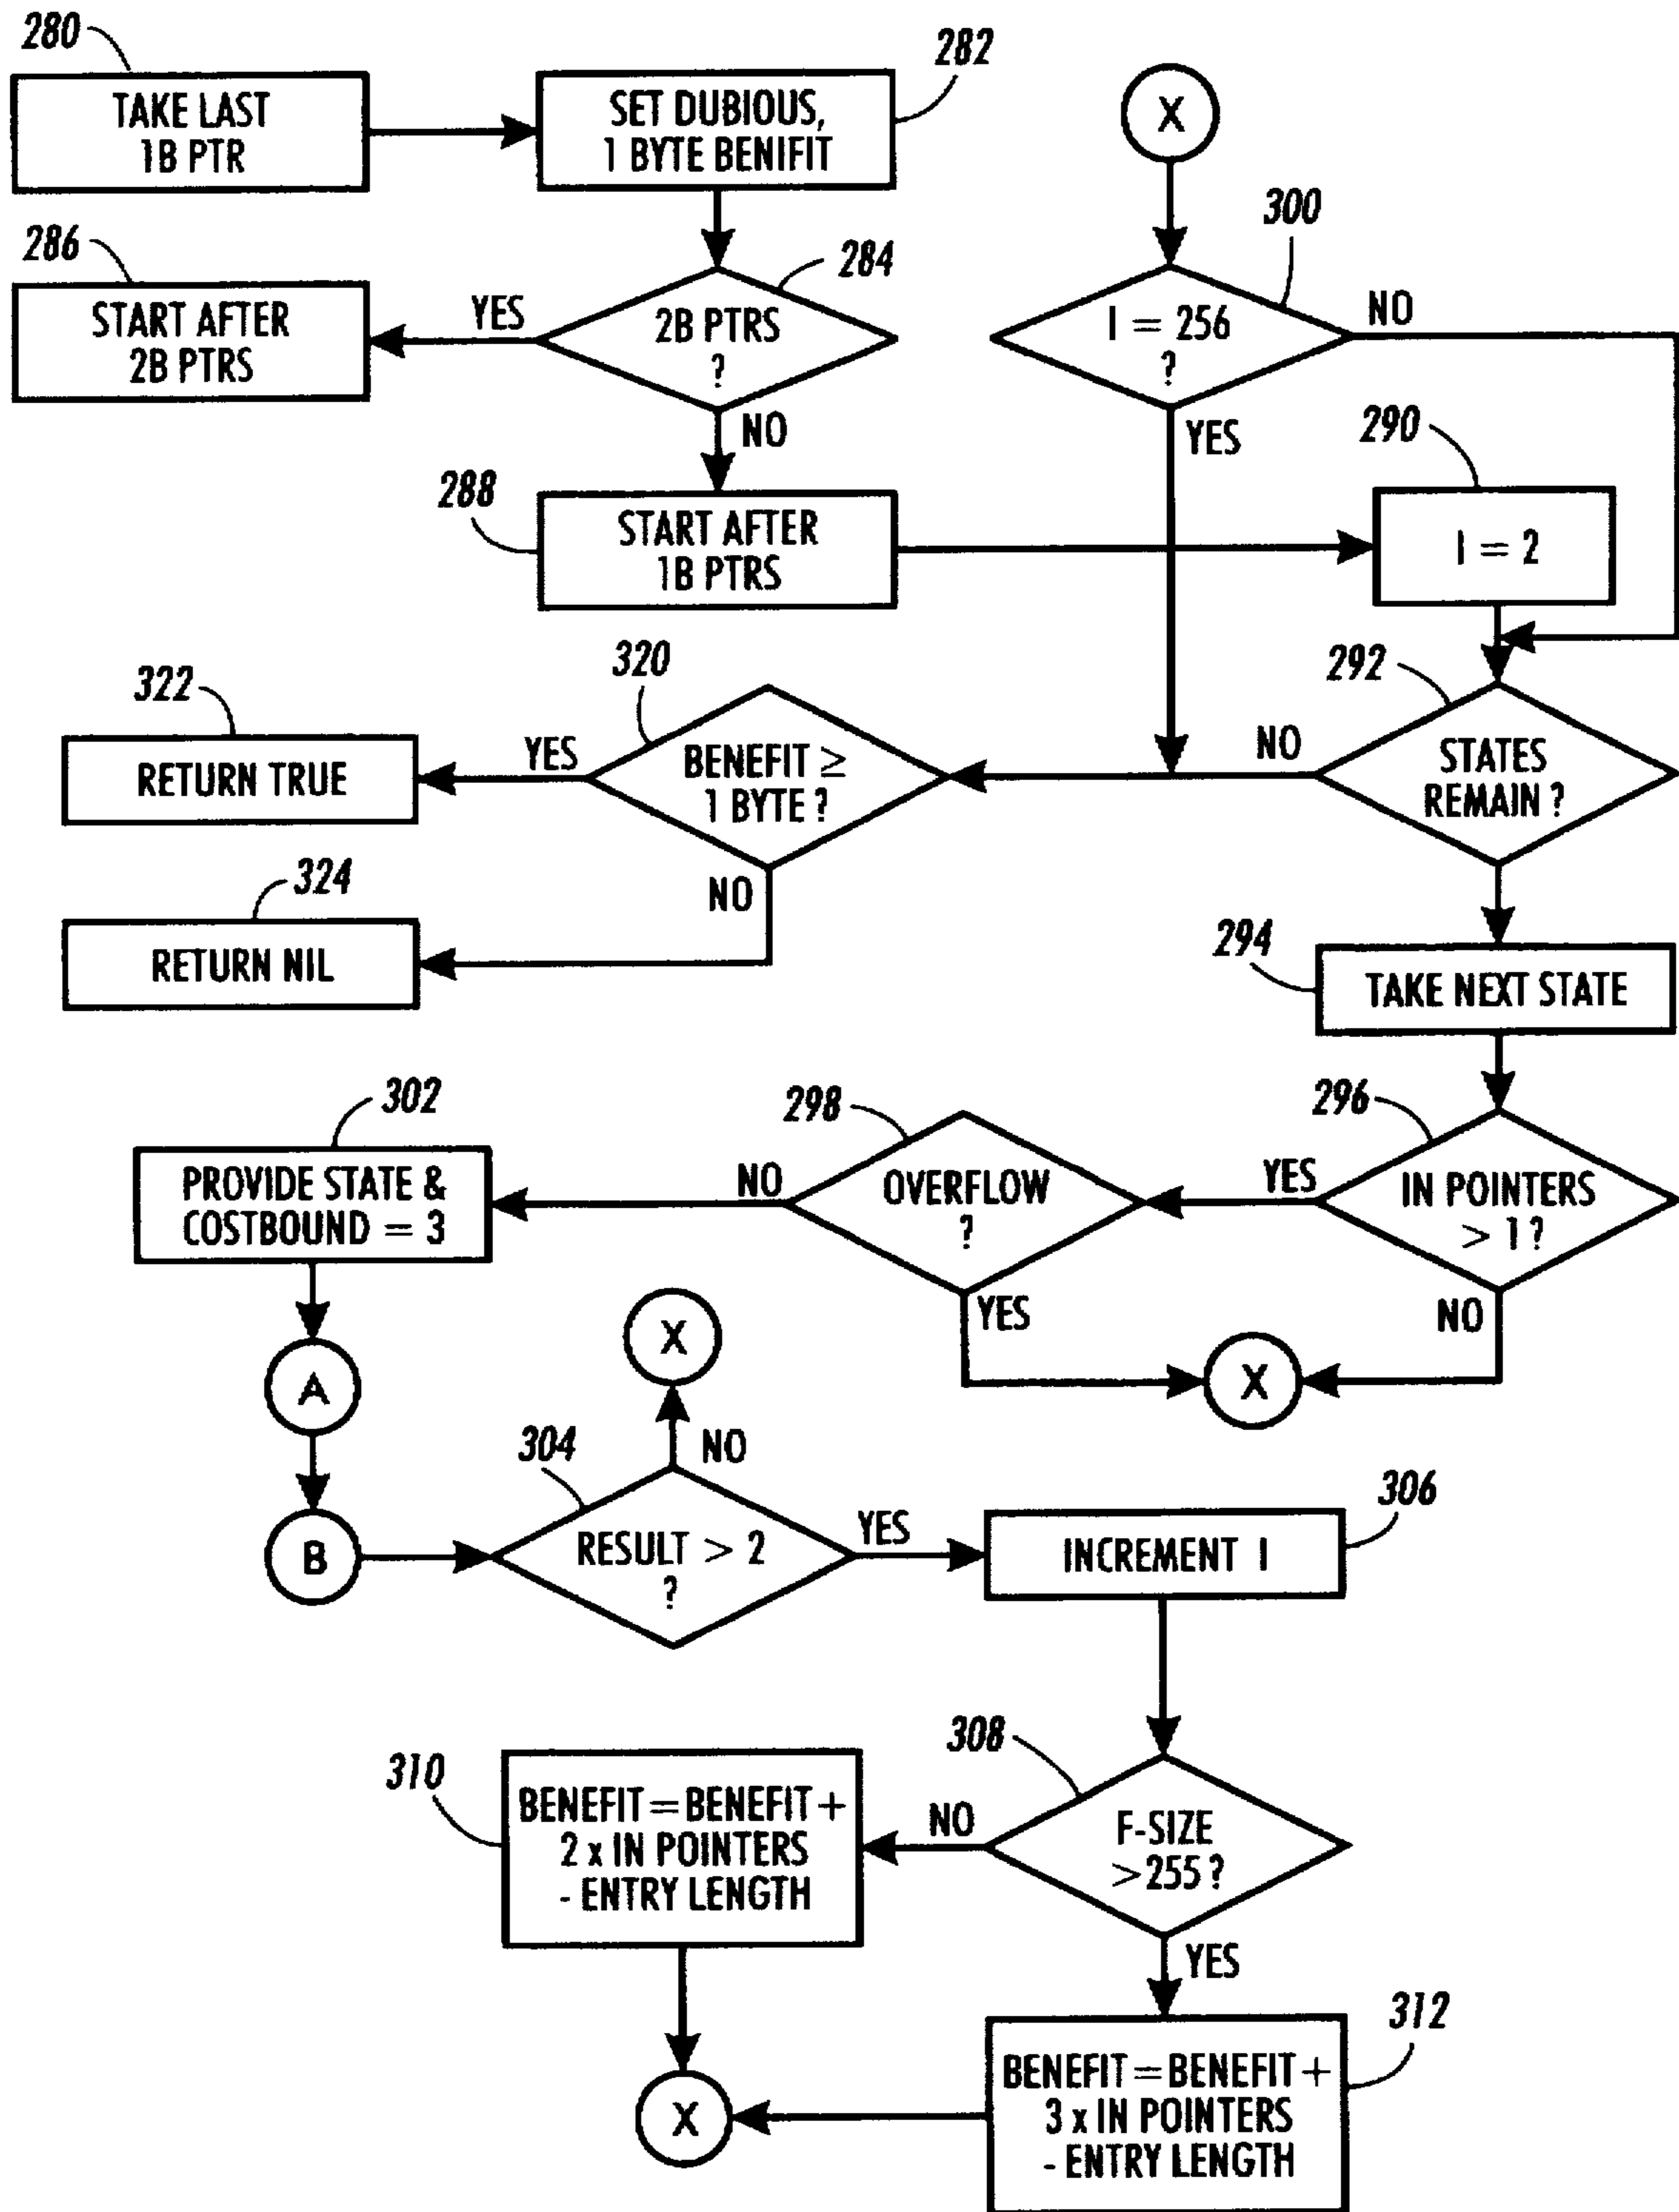 280
TAKE LAST
1B PTR
282
SET DUBIOUS,
1 BYTE BENIFIT
X
286
START AFTER
2B PTRS
YES
284
2B PTRS
?
NO
300
I = 256
?
NO
YES
288
START AFTER
1B PTRS
290
I = 2
322
RETURN TRUE
YES
320
BENEFIT ≥
1 BYTE ?
NO
292
STATES
REMAIN ?
NO
324
RETURN NIL
294
TAKE NEXT STATE
302
PROVIDE STATE &
COSTBOUND = 3
NO
298
OVERFLOW
?
YES
YES
296
IN POINTERS
> 1 ?
NO
X
X
A
B
304
RESULT > 2
?
NO
YES
306
INCREMENT I
310
BENEFIT = BENEFIT +
2 x IN POINTERS
- ENTRY LENGTH
NO
308
F-SIZE
> 255 ?
YES
X
312
BENEFIT = BENEFIT +
3 x IN POINTERS
- ENTRY LENGTH